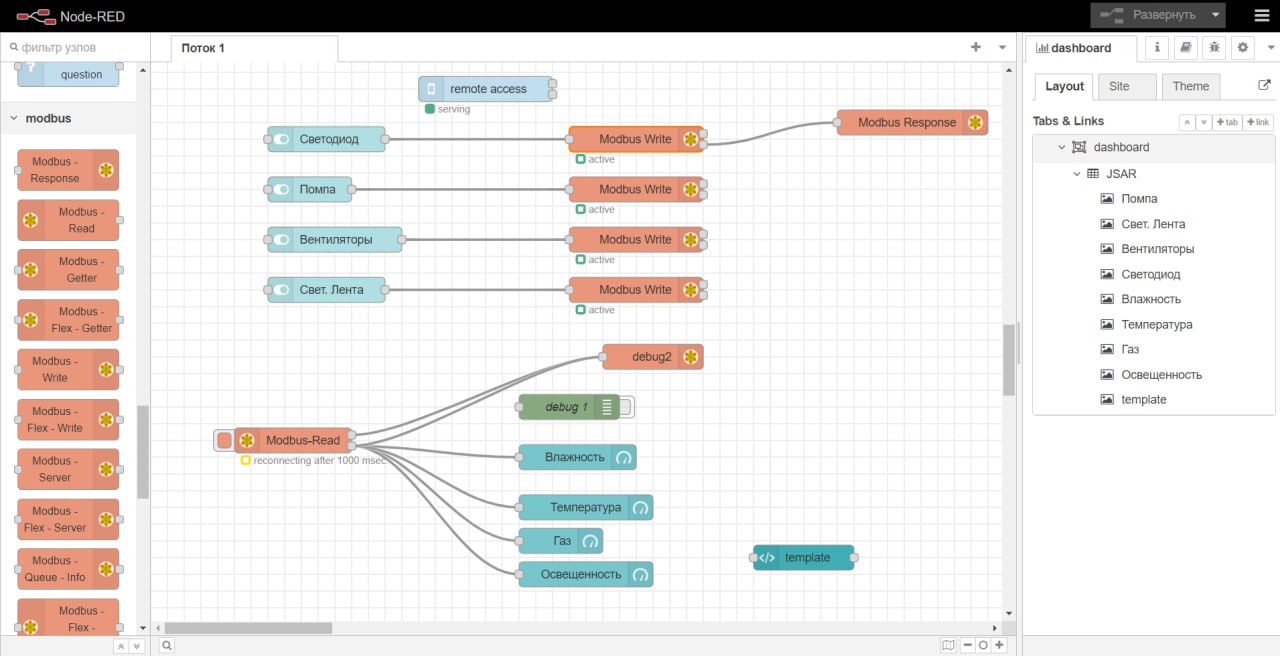 Node-RED
Развернуть
фильтр узлов
question
modbus
Modbus -
Response
Modbus -
Read
Modbus -
Getter
Modbus -
Flex - Getter
Modbus -
Write
Modbus -
Flex - Write
Modbus -
Server
Modbus -
Flex - Server
Modbus -
Queue - Info
Modbus -
Flex -
Поток 1
remote access
serving
Светодиод
Modbus Write
active
Modbus Response
Помпа
Modbus Write
active
Вентиляторы
Modbus Write
active
Свет. Лента
Modbus Write
active
debug2
debug 1
Modbus-Read
reconnecting after 1000 msec.
Влажность
Температура
Газ
Освещенность
template
dashboard
Layout
Site
Theme
Tabs & Links
tab
link
dashboard
JSAR
Помпа
Свет. Лента
Вентиляторы
Светодиод
Влажность
Температура
Газ
Освещенность
template